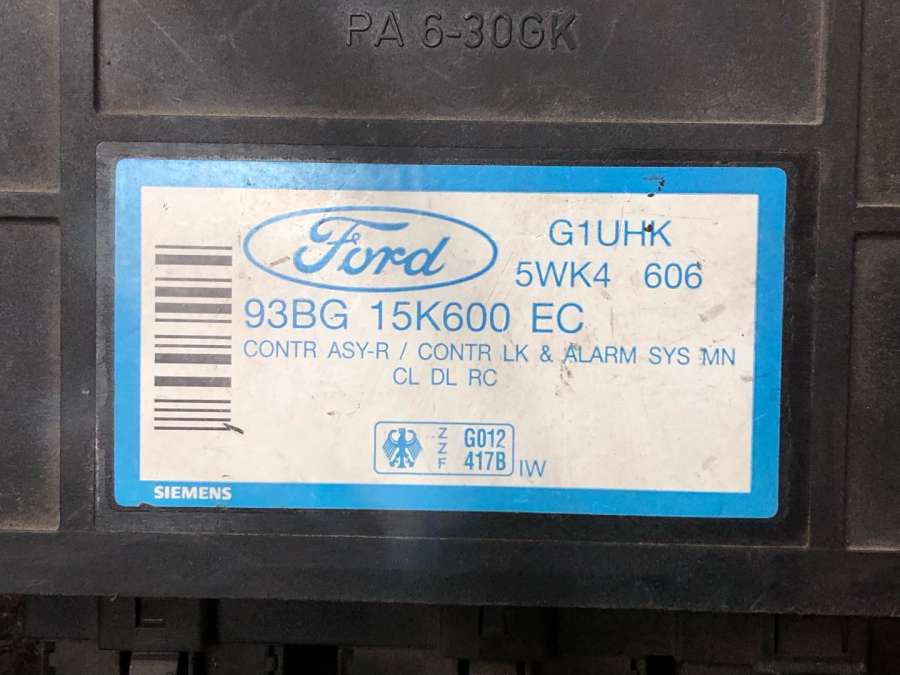 PA 6-30GK
Ford
G1UHK
5WK4 606
93BG 15K600 EC
CONTR ASY-R / CONTR LK & ALARM SYS MN
CL DL RC
ZZF
G012
417B
IW
SIEMENS